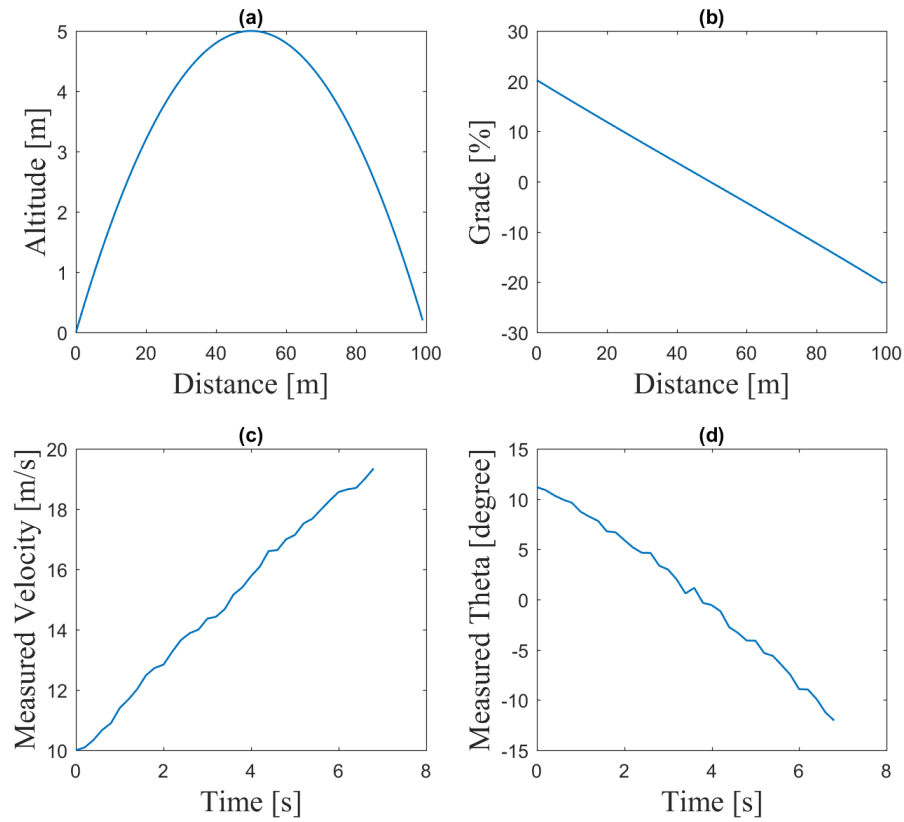 (a)
Altitude [m]
5
4
3
2
1
0
0 20 40 60 80 100
Distance [m]
(b)
Grade [%]
30
20
10
0
-10
-20
-30
0 20 40 60 80 100
Distance [m]
(c)
Measured Velocity [m/s]
20
18
16
14
12
10
0 2 4 6 8
Time [s]
(d)
Measured Theta [degree]
15
10
5
0
-5
-10
-15
0 2 4 6 8
Time [s]